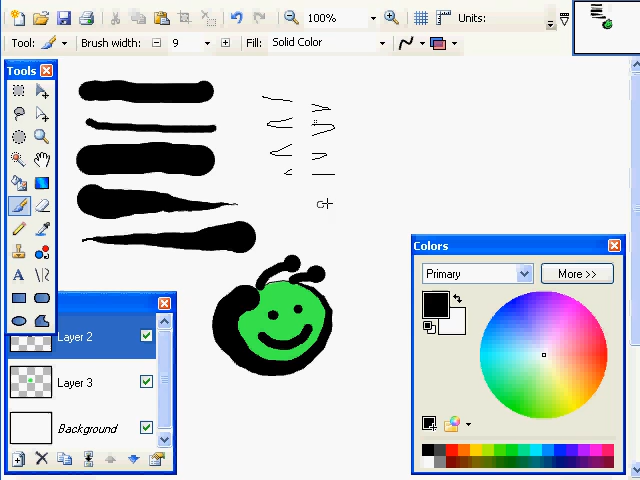 100% Units:
Tool: Brush width: 9 Fill: Solid Color
Tools
Colors
Primary More >>
Layer 2
Layer 3
Background